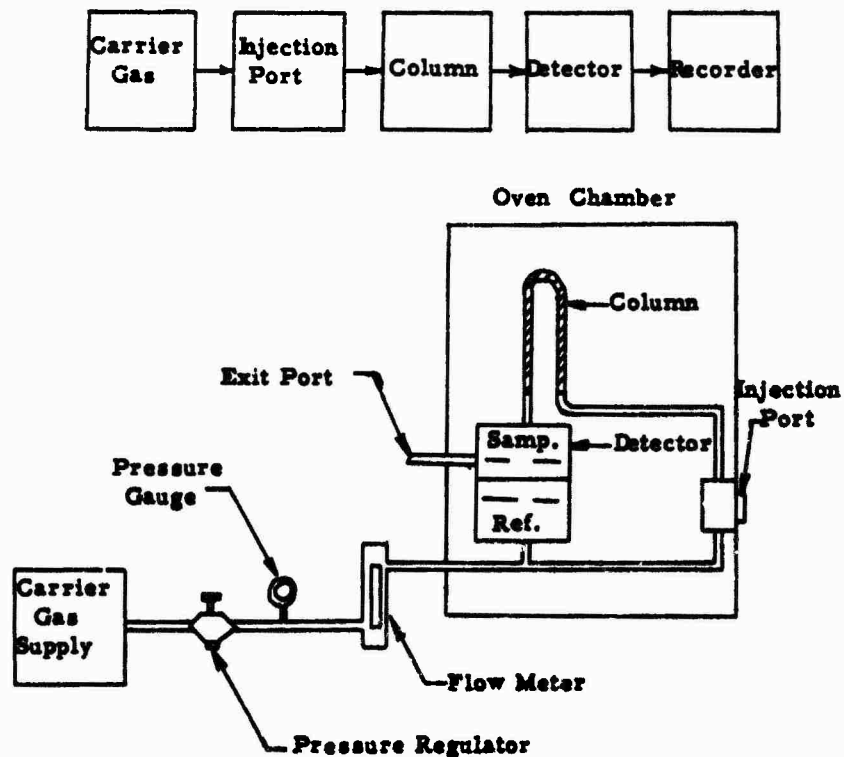 Carrier
Gas
Injection
Port
Column
Detector
Recorder
Oven Chamber
Column
Exit Port
Injection
Port
Samp.
Detector
Pressure
Gauge
Ref.
Carrier
Gas
Supply
Flow Meter
Pressure Regulator